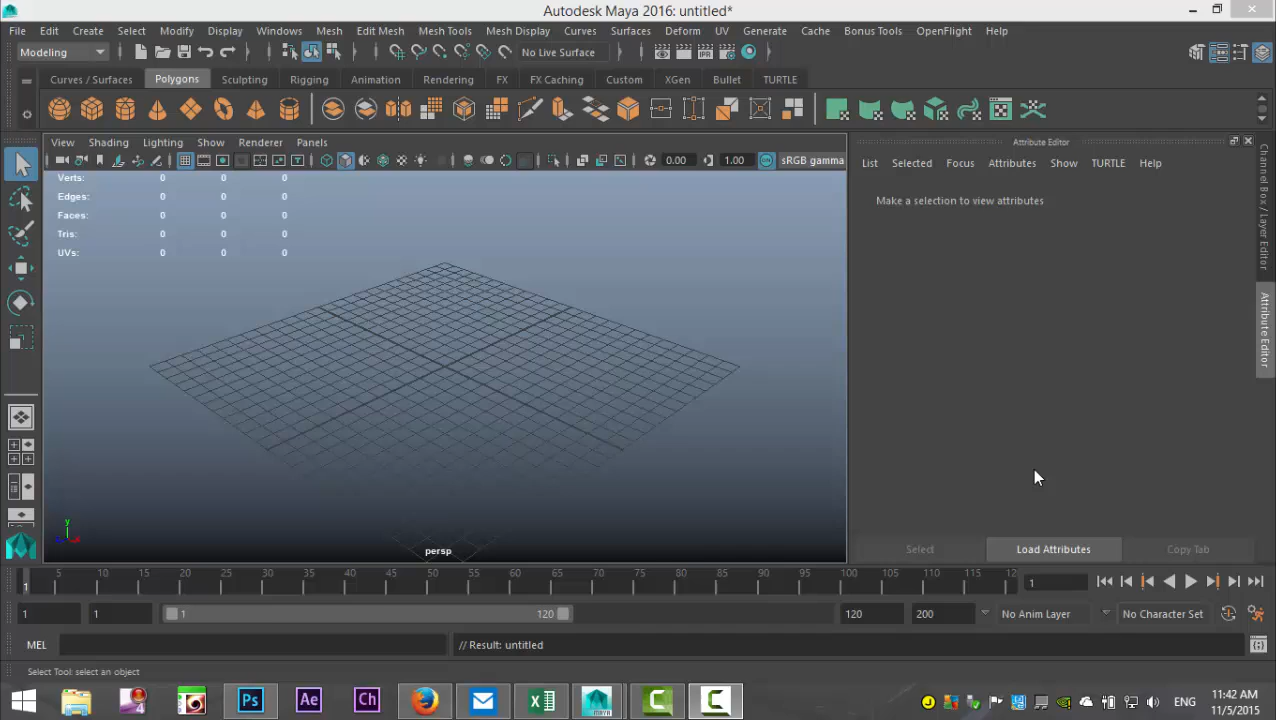 Autodesk Maya 2016: untitled*
File Edit Create Select Modify Display Windows Mesh Edit Mesh Mesh Tools Mesh Display Curves Surfaces Deform UV Generate Cache Bonus Tools OpenFlight Help
Modeling No Live Surface
Curves / Surfaces Polygons Sculpting Rigging Animation Rendering FX FX Caching Custom XGen Bullet TURTLE
View Shading Lighting Show Renderer Panels
0.00 1.00 sRGB gamma
Verts: 0 0 0
Edges: 0 0 0
Faces: 0 0 0
Tris: 0 0 0
UVs: 0 0 0
y
x
persp
Attribute Editor
List Selected Focus Attributes Show TURTLE Help
Make a selection to view attributes
Select Load Attributes Copy Tab
Channel Box / Layer Editor
Attribute Editor
1 5 10 15 20 25 30 35 40 45 50 55 60 65 70 75 80 85 90 95 100 105 110 115 12 1
1 1 1 120 120 200 No Anim Layer No Character Set
MEL // Result: untitled
Select Tool: select an object
4 Ps Ae Ch MAYA ENG 11:42 AM
11/5/2015